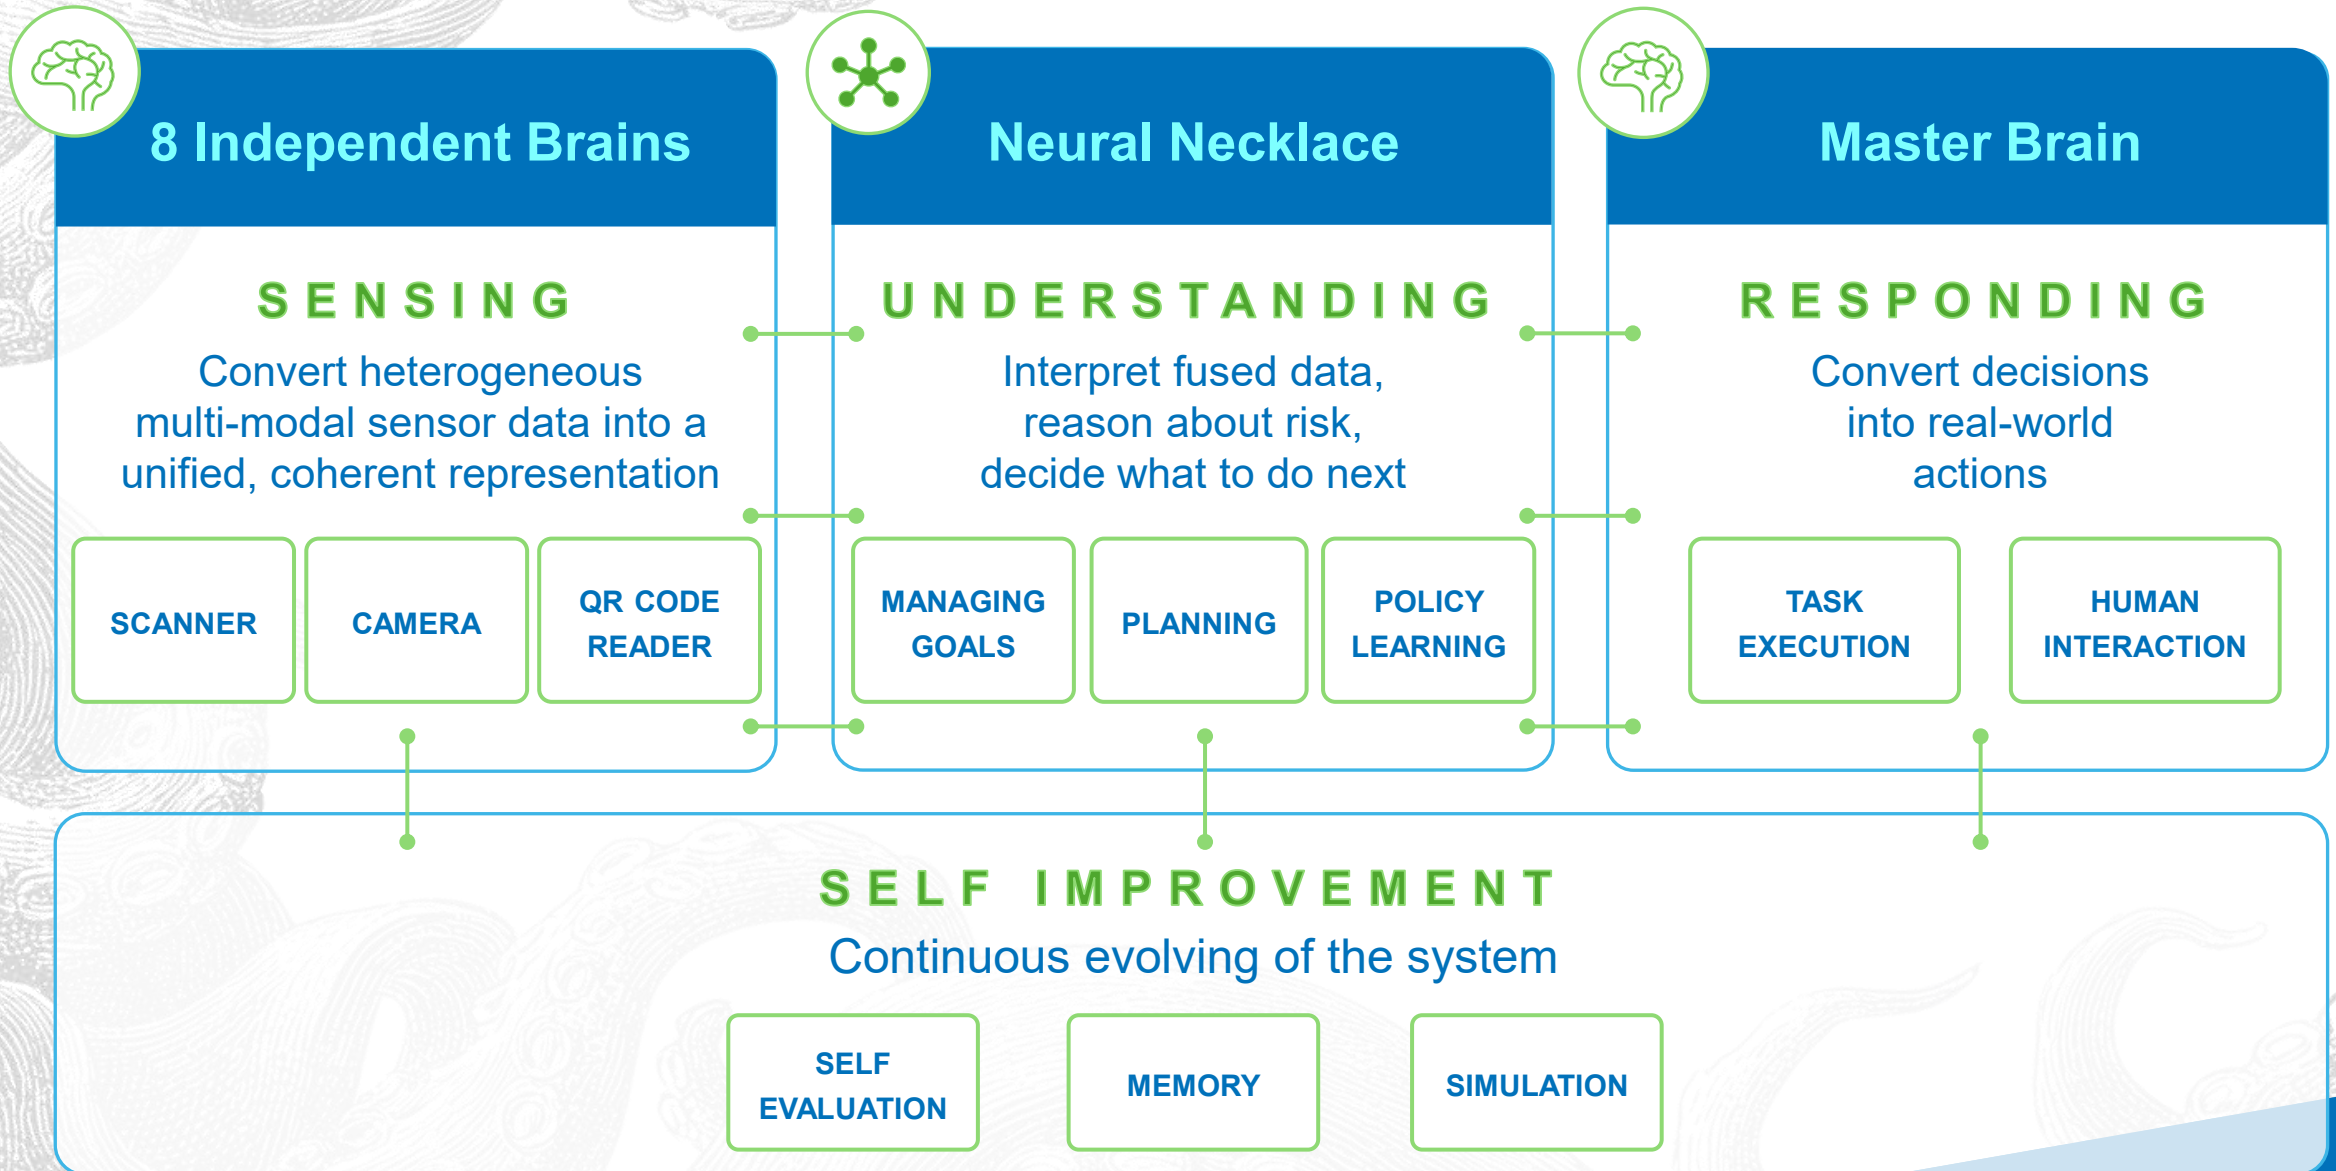 8 Independent Brains
SENSING
Convert heterogeneous
multi-modal sensor data into a
unified, coherent representation
SCANNER
CAMERA
QR CODE
READER
Neural Necklace
UNDERSTANDING
Interpret fused data,
reason about risk,
decide what to do next
MANAGING
GOALS
PLANNING
POLICY
LEARNING
Master Brain
RESPONDING
Convert decisions
into real-world
actions
TASK
EXECUTION
HUMAN
INTERACTION
SELF IMPROVEMENT
Continuous evolving of the system
SELF
EVALUATION
MEMORY
SIMULATION